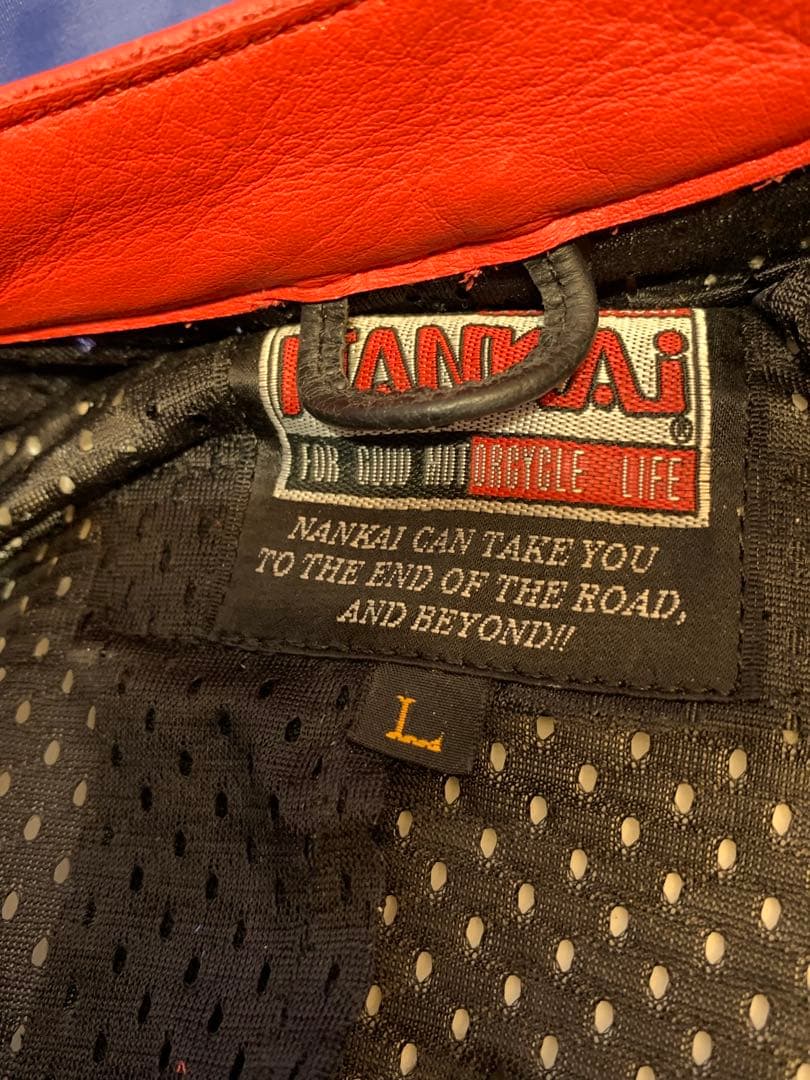 NANKAi
®
FOR GOOD MOTORCYCLE LIFE
NANKAI CAN TAKE YOU
TO THE END OF THE ROAD,
AND BEYOND!!
L